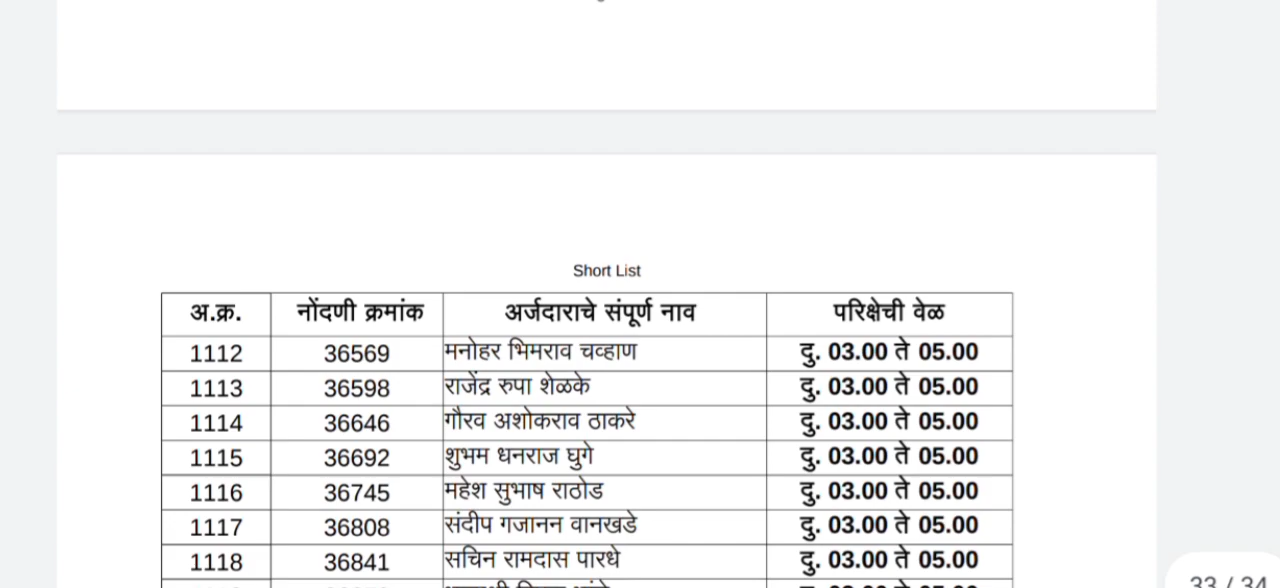 Short List
अ.क्र. नोंदणी क्रमांक अर्जदाराचे संपूर्ण नाव परिक्षेची वेळ
1112 36569 मनोहर भिमराव चव्हाण दु. 03.00 ते 05.00
1113 36598 राजेंद्र रुपा शेळके दु. 03.00 ते 05.00
1114 36646 गौरव अशोकराव ठाकरे दु. 03.00 ते 05.00
1115 36692 शुभम धनराज घुगे दु. 03.00 ते 05.00
1116 36745 महेश सुभाष राठोड दु. 03.00 ते 05.00
1117 36808 संदीप गजानन वानखडे दु. 03.00 ते 05.00
1118 36841 सचिन रामदास पारधे दु. 03.00 ते 05.00
33 / 34